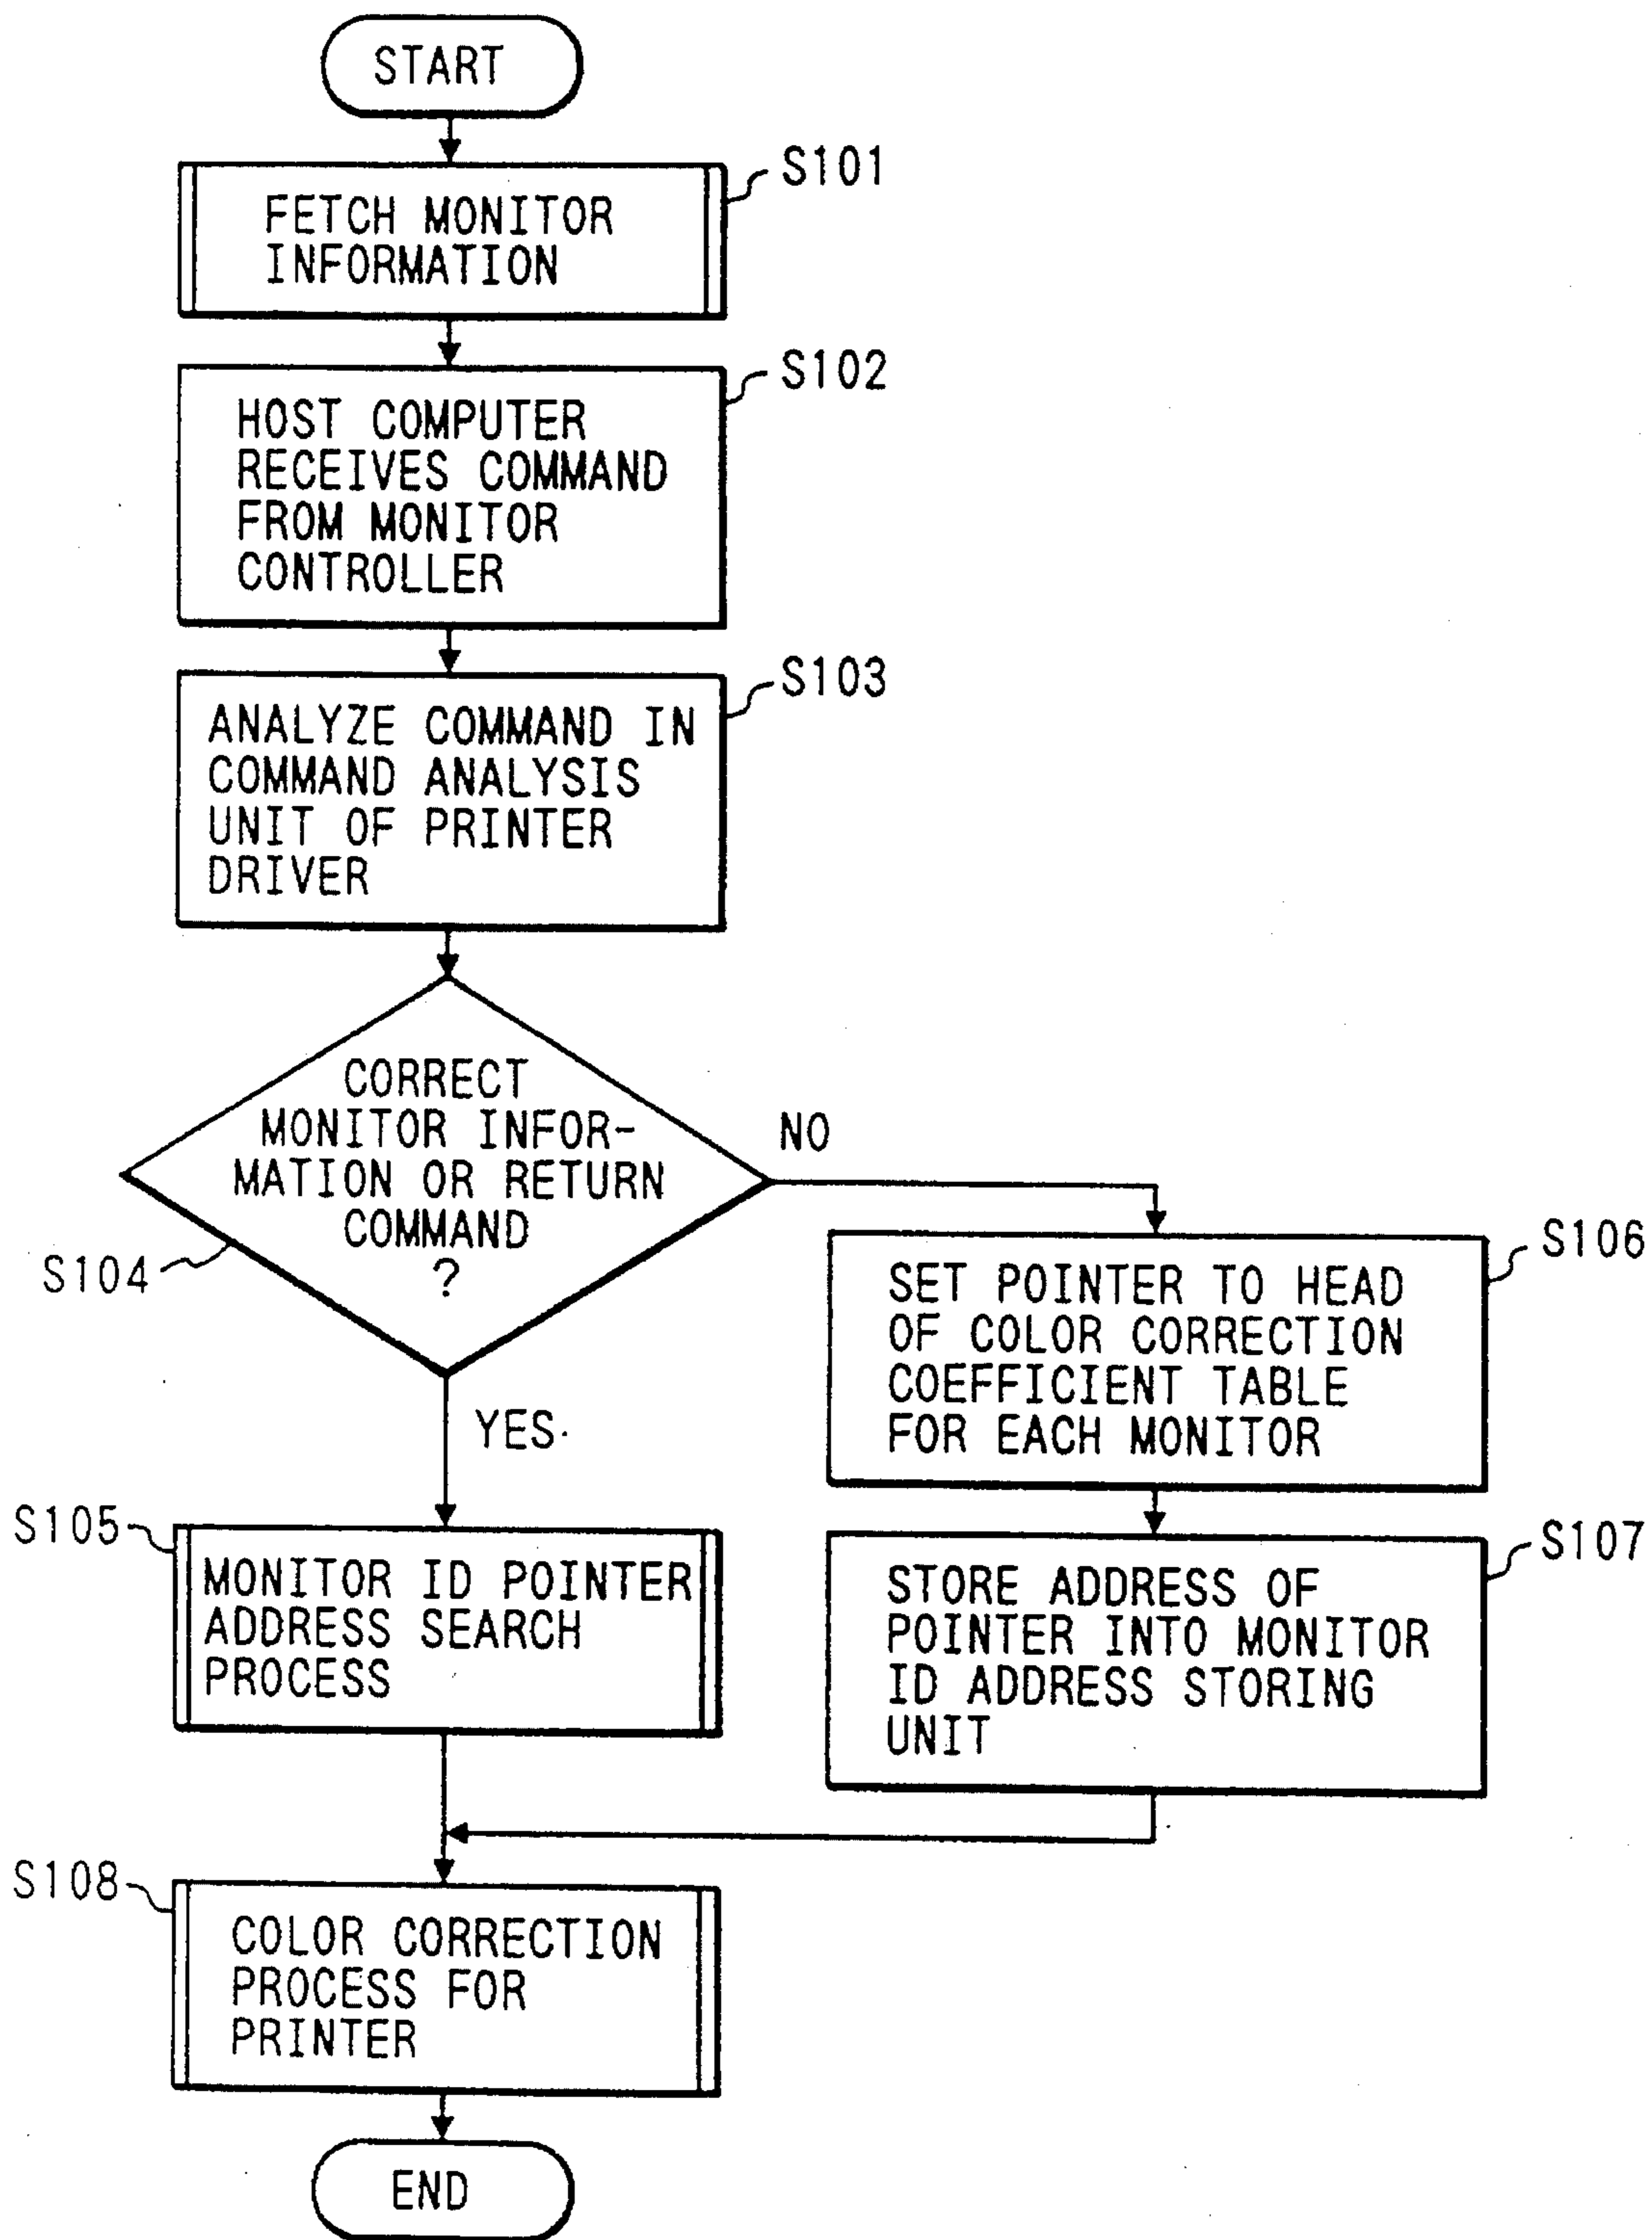 START
S101
FETCH MONITOR
INFORMATION
S102
HOST COMPUTER
RECEIVES COMMAND
FROM MONITOR
CONTROLLER
S103
ANALYZE COMMAND IN
COMMAND ANALYSIS
UNIT OF PRINTER
DRIVER
S104
CORRECT
MONITOR INFOR-
MATION OR RETURN
COMMAND
?
NO
YES
S106
SET POINTER TO HEAD
OF COLOR CORRECTION
COEFFICIENT TABLE
FOR EACH MONITOR
S105
MONITOR ID POINTER
ADDRESS SEARCH
PROCESS
S107
STORE ADDRESS OF
POINTER INTO MONITOR
ID ADDRESS STORING
UNIT
S108
COLOR CORRECTION
PROCESS FOR
PRINTER
END